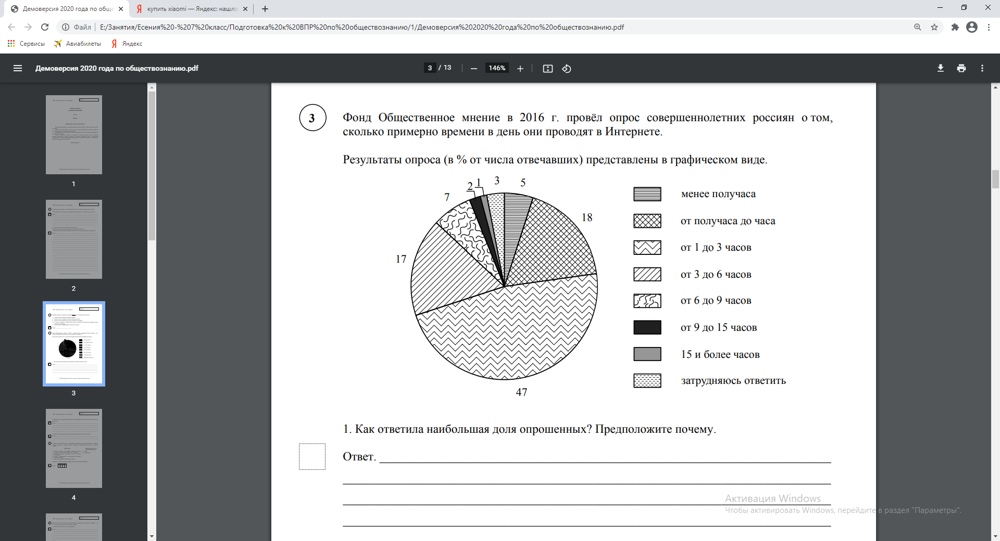 Демоверсия 2020 года по обще
купить xiaomi — Яндекс: нашло
Файл
E:/Занятия/Есения%20-%207%20класс/Подготовка%20к%20ВПР%20по%20обществознанию/1/Демоверсия%202020%20года%20по%20обществознанию.pdf
Сервисы
Авиабилеты
Яндекс
Демоверсия 2020 года по обществознанию.pdf
3 / 13
146%
1
2
3
4
3
Фонд Общественное мнение в 2016 г. провёл опрос совершеннолетних россиян о том,
сколько примерно времени в день они проводят в Интернете.
Результаты опроса (в % от числа отвечавших) представлены в графическом виде.
7
2
1
3
5
18
17
47
менее получаса
от получаса до часа
от 1 до 3 часов
от 3 до 6 часов
от 6 до 9 часов
от 9 до 15 часов
15 и более часов
затрудняюсь ответить
1. Как ответила наибольшая доля опрошенных? Предположите почему.
Ответ.
Активация Windows
Чтобы активировать Windows, перейдите в раздел "Параметры".